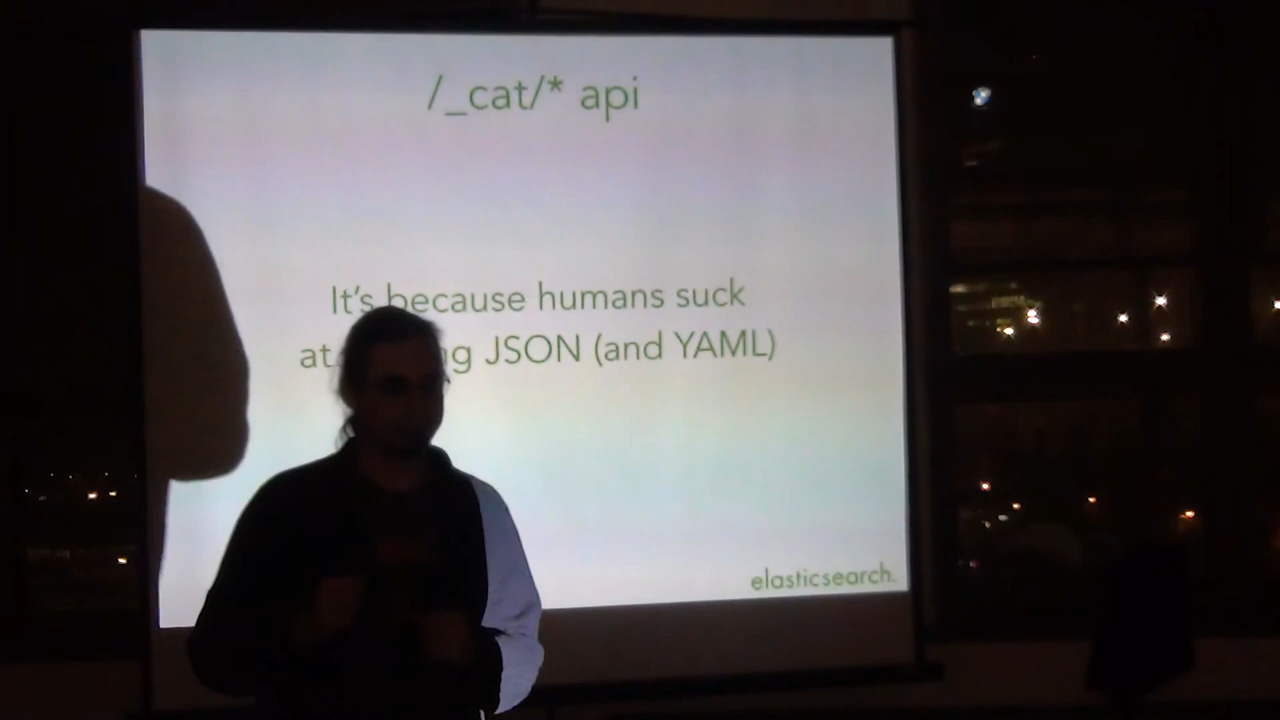 /_cat/* api
It's because humans suck
at JSON (and YAML)
elasticsearch.